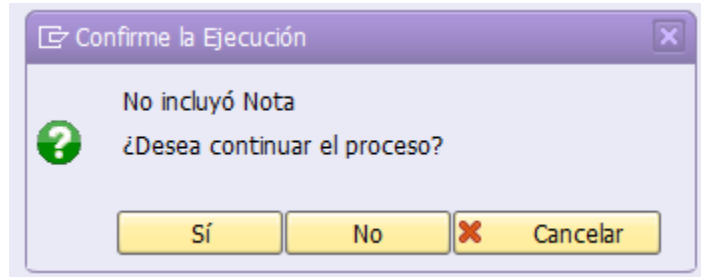 Confirme la Ejecución
No incluyó Nota
¿Desea continuar el proceso?
Sí
No
Cancelar